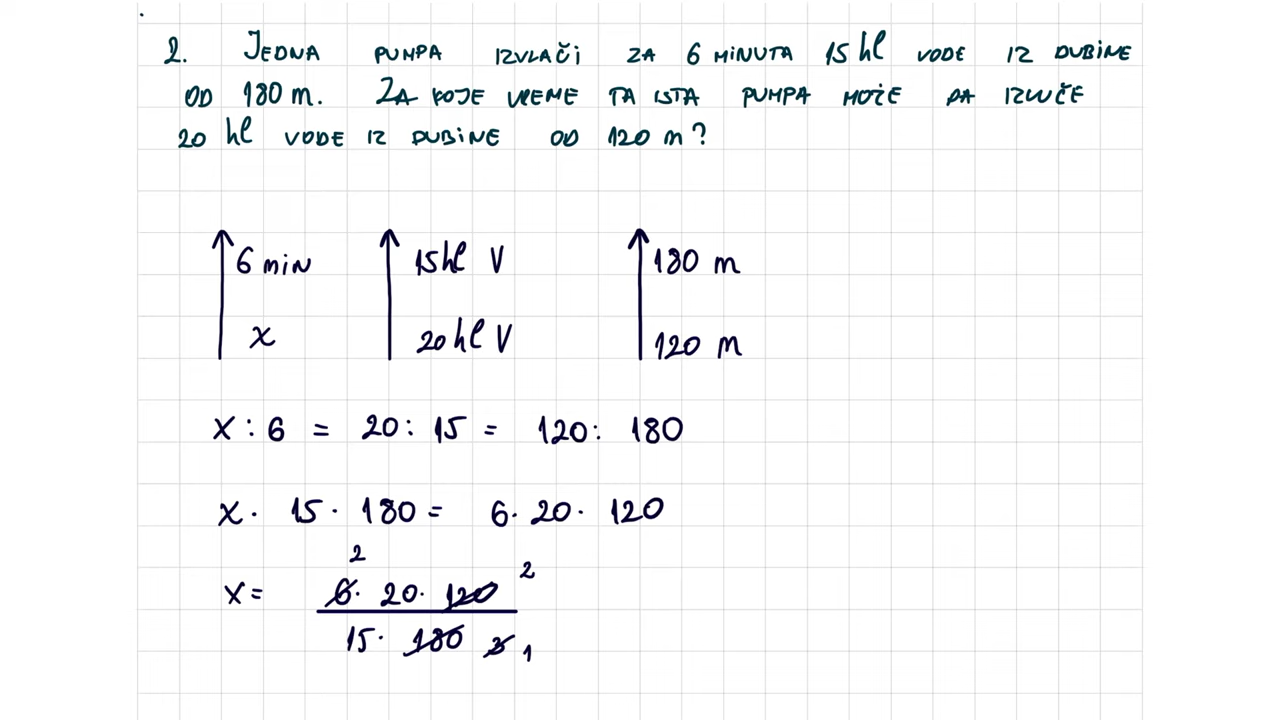 2. JEDNA PUMPA IZVLAČI ZA 6 MINUTA 15 hl VODE IZ DUBINE
OD 180 m. ZA KOJE VREME TA ISTA PUMPA MOŽE DA IZVUČE
20 hl VODE IZ DUBINE OD 120 m?
6 min 15 hl V 180 m
x 20 hl V 120 m
x : 6 = 20 : 15 = 120 : 180
x · 15 · 180 = 6 · 20 · 120
2
x = 6 · 20 · 120 2
15 · 180 3 1